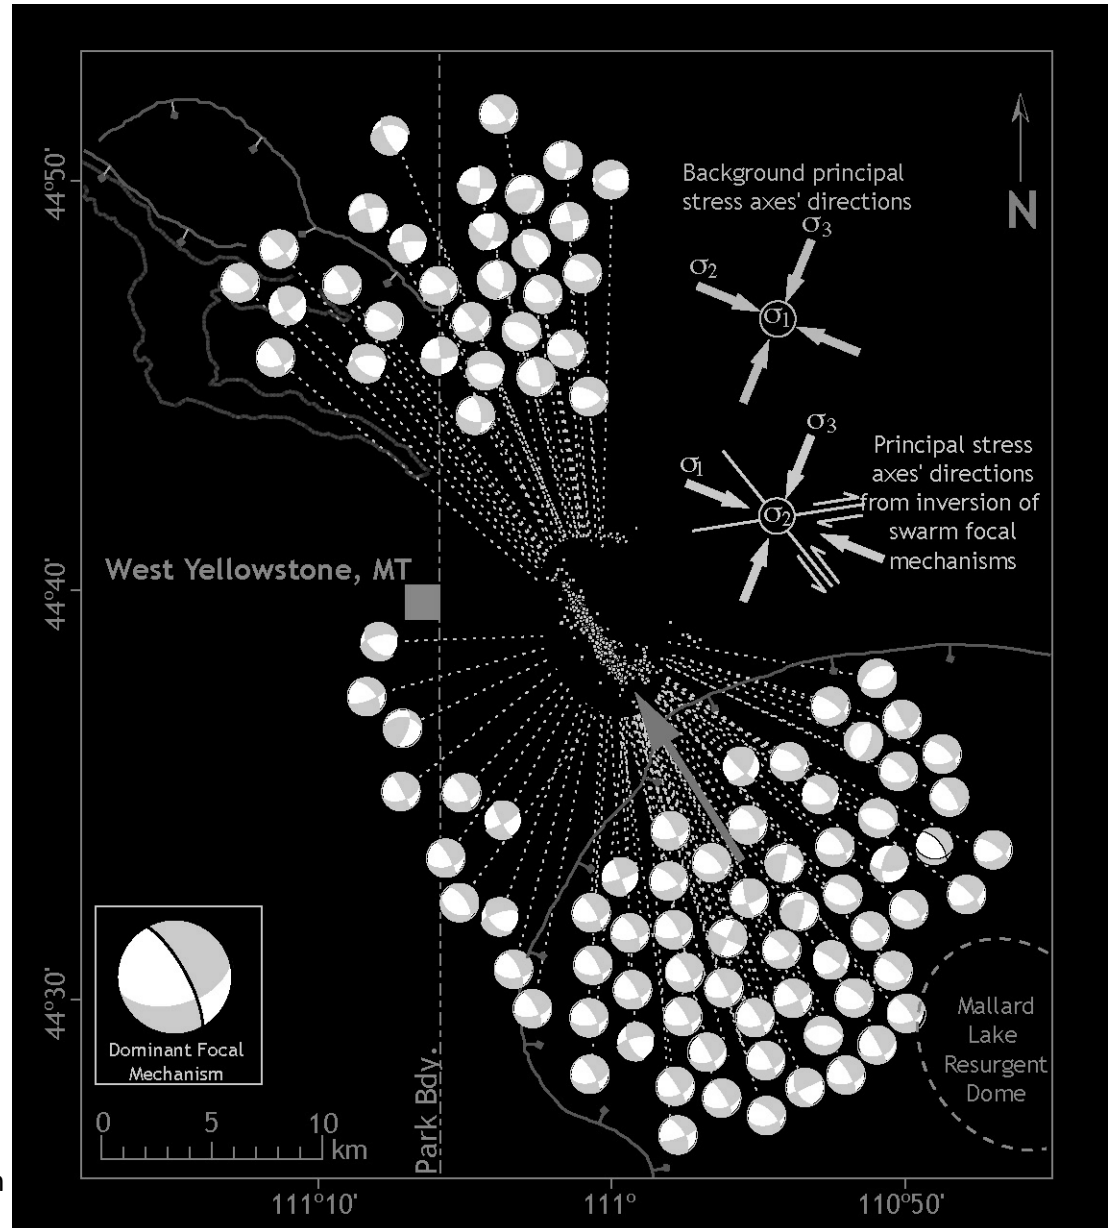 Background principal
stress axes' directions
σ3
σ2
σ1
N
44°50'
σ3
σ1
σ2
Principal stress
axes' directions
from inversion of
swarm focal
mechanisms
West Yellowstone, MT
44°40'
44°30'
Dominant Focal
Mechanism
Mallard
Lake
Resurgent
Dome
0 5 10
km
Park Bdy.
111°10' 111° 110°50'